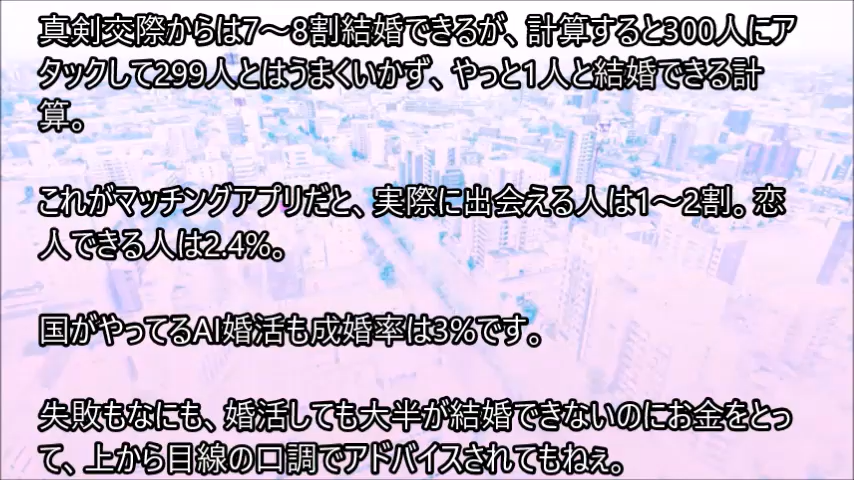 真剣交際からは7～8割結婚できるが、計算すると300人にア
タックして299人とはうまくいかず、やっと1人と結婚できる計
算。
これがマッチングアプリだと、実際に出会える人は1～2割。恋
人できる人は2.4%。
国がやってるAI婚活も成婚率は3%です。
失敗もなにも、婚活しても大半が結婚できないのにお金をとっ
て、上から目線の口調でアドバイスされてもねぇ。